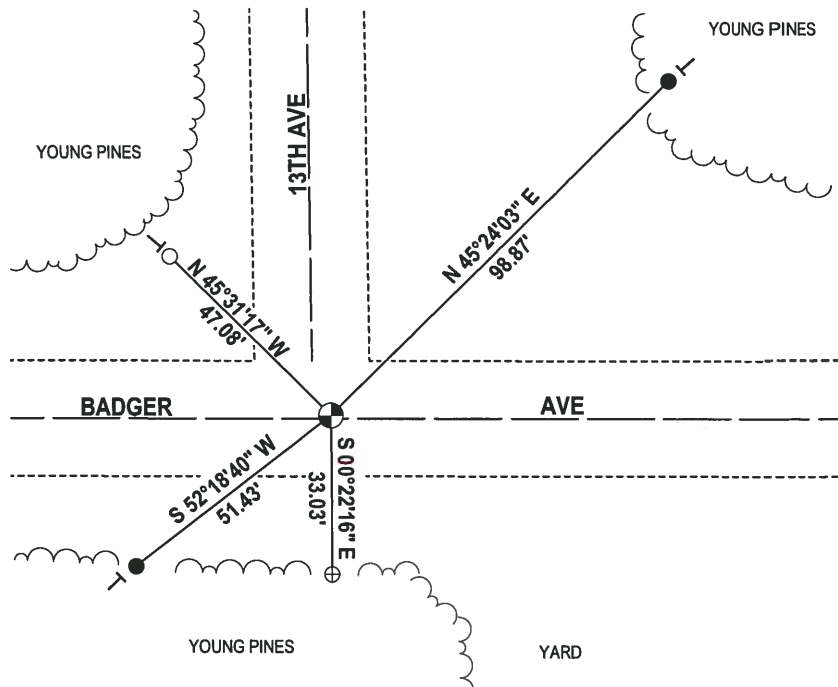 YOUNG PINES
YOUNG PINES
13TH AVE
N 45°24'03" E
98.87'
N 45°31'17" W
47.08'
BADGER
AVE
S 52°18'40" W
51.43'
S 00°22'16" E
33.03'
YOUNG PINES
YARD